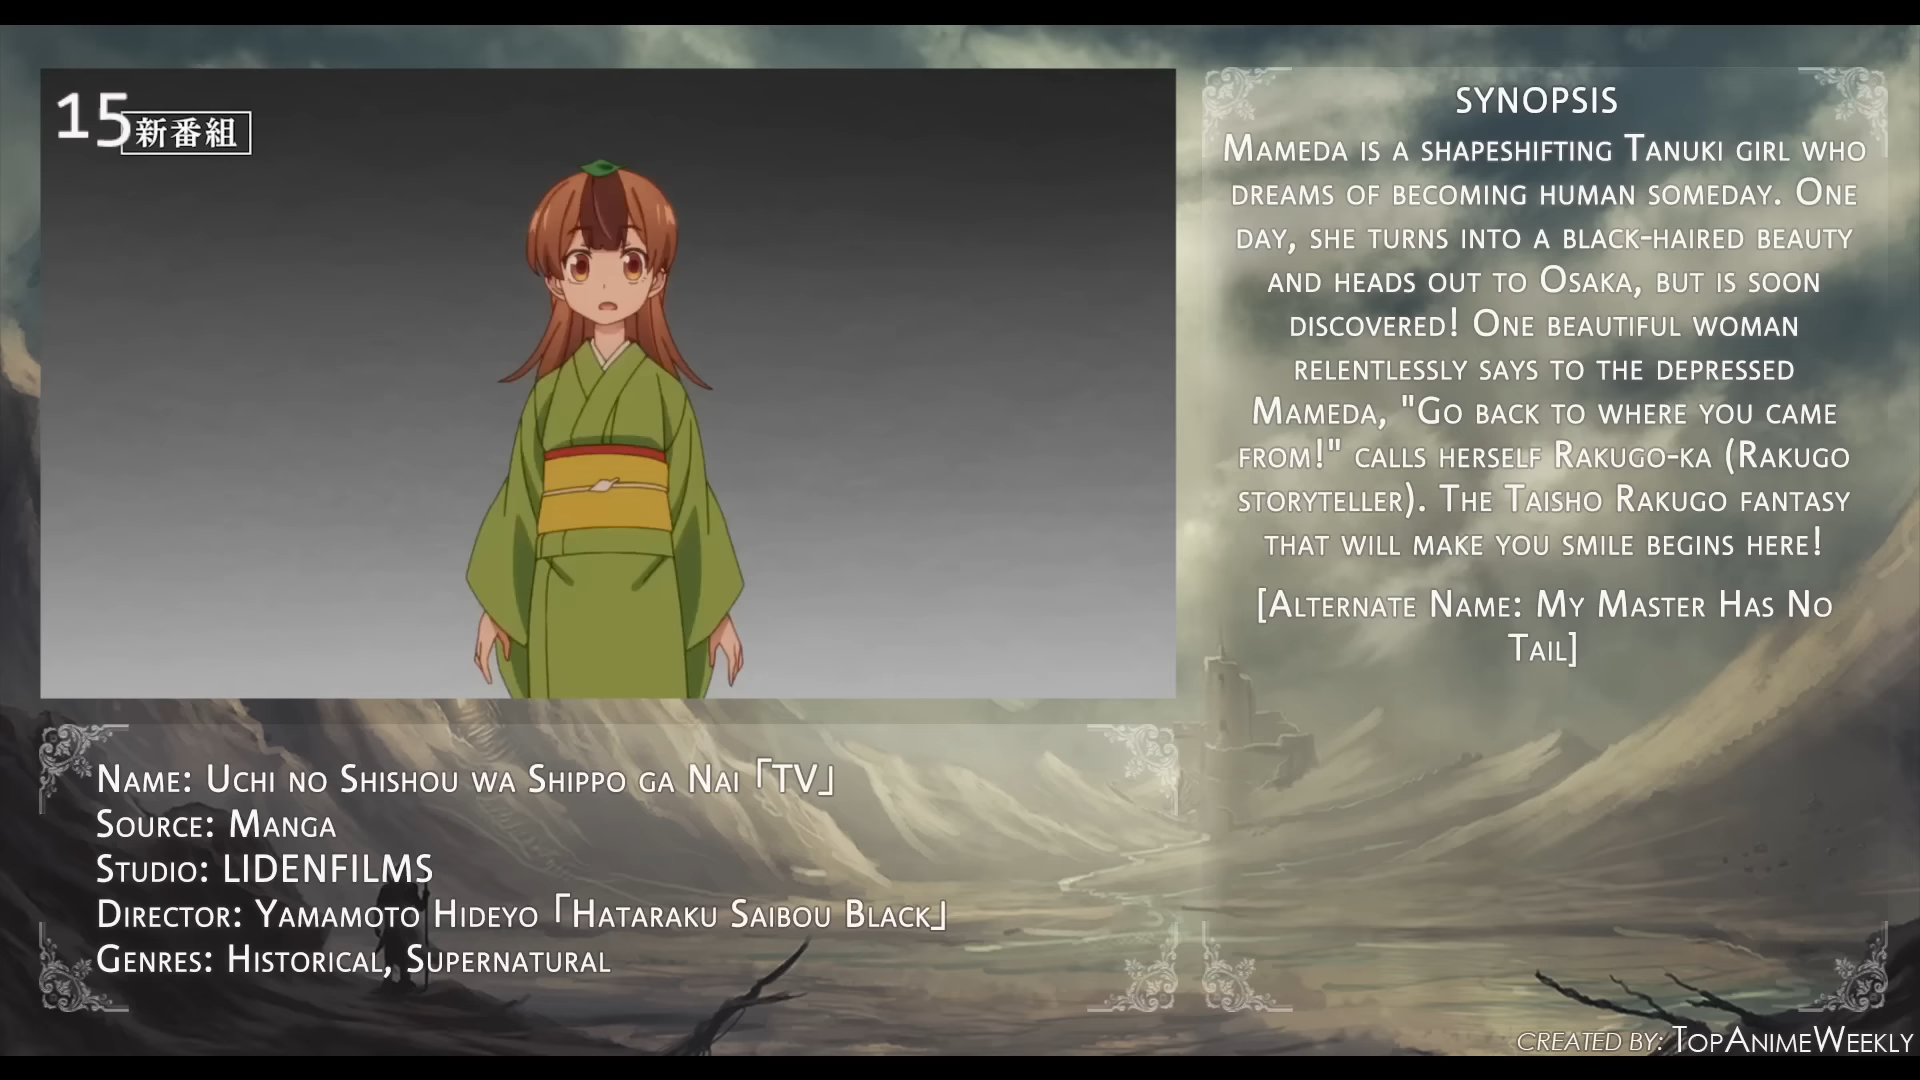 15
新番組
SYNOPSIS
Mameda is a shapeshifting Tanuki girl who
dreams of becoming human someday. One
day, she turns into a black-haired beauty
and heads out to Osaka, but is soon
discovered! One beautiful woman
relentlessly says to the depressed
Mameda, "Go back to where you came
from!" calls herself Rakugo-ka (Rakugo
storyteller). The Taisho Rakugo fantasy
that will make you smile begins here!
[Alternate Name: My Master Has No
Tail]
Name: Uchi no Shishou wa Shippo ga Nai「TV」
Source: Manga
Studio: LIDENFILMS
Director: Yamamoto Hideyo「Hataraku Saibou Black」
Genres: Historical, Supernatural
CREATED BY: TopAnimeWeekly